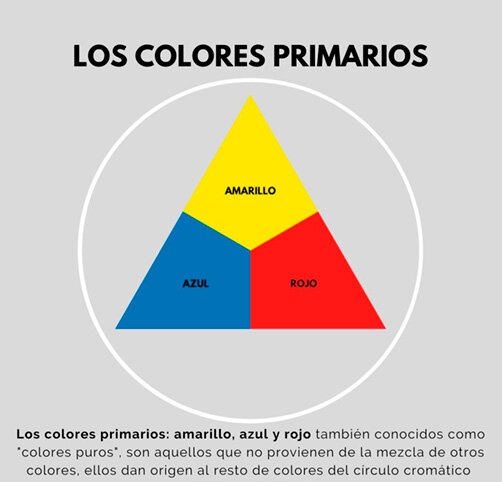 LOS COLORES PRIMARIOS
AMARILLO
AZUL
ROJO
Los colores primarios: amarillo, azul y rojo también conocidos como
"colores puros", son aquellos que no provienen de la mezcla de otros
colores, ellos dan origen al resto de colores del círculo cromático